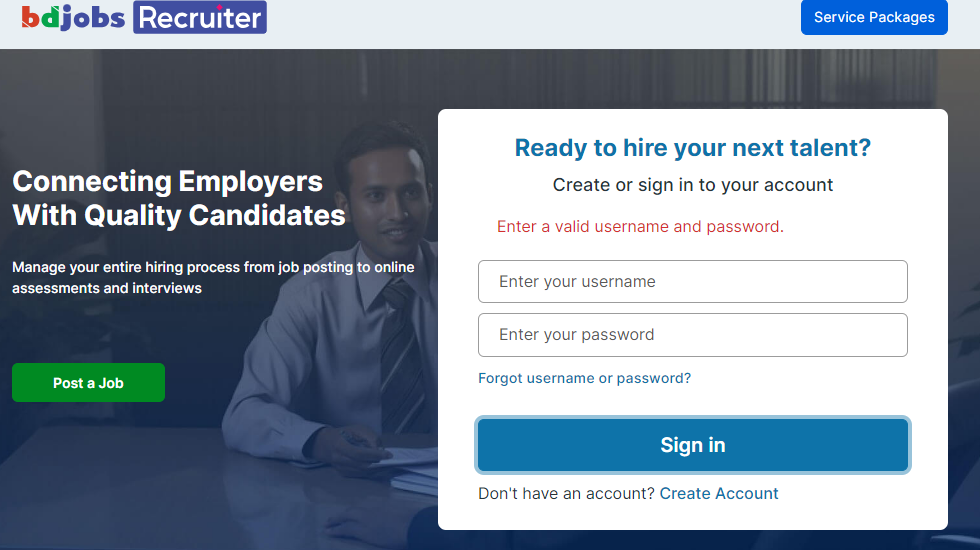 bdjobs Recruiter
Service Packages
Connecting Employers
With Quality Candidates
Manage your entire hiring process from job posting to online
assessments and interviews
Post a Job
Ready to hire your next talent?
Create or sign in to your account
Enter a valid username and password.
Enter your username
Enter your password
Forgot username or password?
Sign in
Don't have an account? Create Account